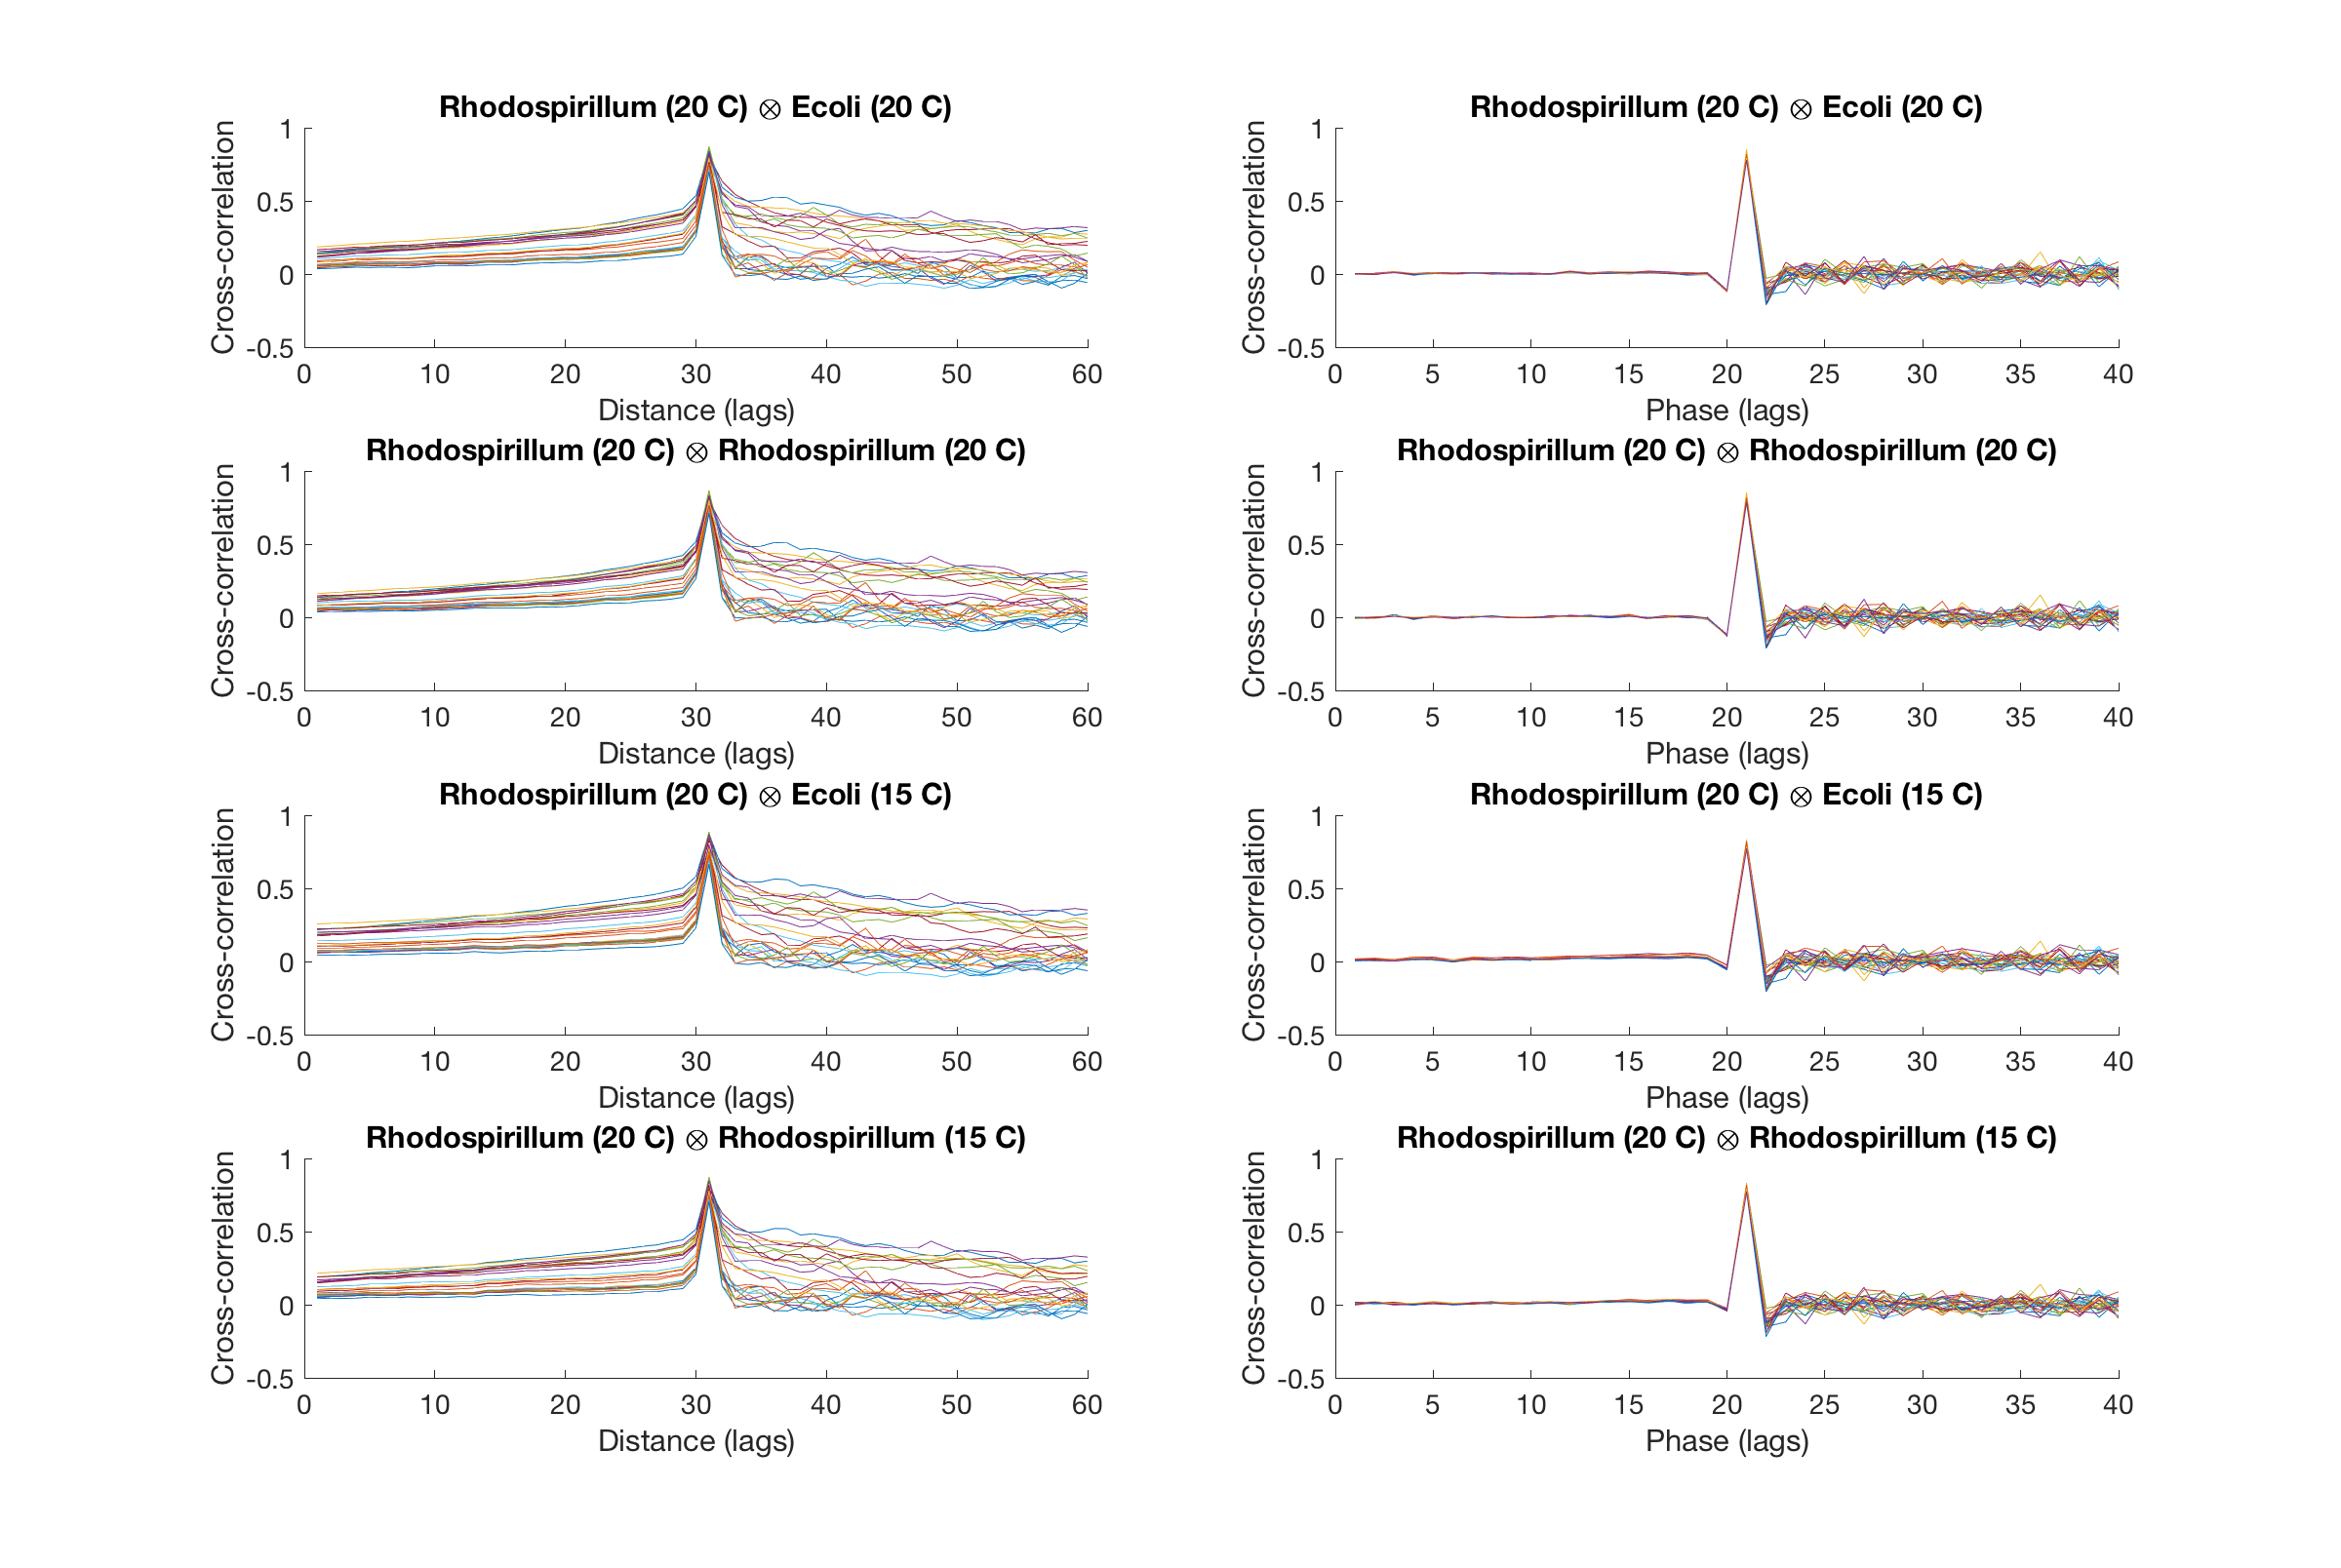 Rhodospirillum (20 C) ⊗ Ecoli (20 C)
Cross-correlation
1
0.5
0
-0.5
0 10 20 30 40 50 60
Distance (lags)
Rhodospirillum (20 C) ⊗ Ecoli (20 C)
Cross-correlation
1
0.5
0
-0.5
0 5 10 15 20 25 30 35 40
Phase (lags)
Rhodospirillum (20 C) ⊗ Rhodospirillum (20 C)
Cross-correlation
1
0.5
0
-0.5
0 10 20 30 40 50 60
Distance (lags)
Rhodospirillum (20 C) ⊗ Rhodospirillum (20 C)
Cross-correlation
1
0.5
0
-0.5
0 5 10 15 20 25 30 35 40
Phase (lags)
Rhodospirillum (20 C) ⊗ Ecoli (15 C)
Cross-correlation
1
0.5
0
-0.5
0 10 20 30 40 50 60
Distance (lags)
Rhodospirillum (20 C) ⊗ Ecoli (15 C)
Cross-correlation
1
0.5
0
-0.5
0 5 10 15 20 25 30 35 40
Phase (lags)
Rhodospirillum (20 C) ⊗ Rhodospirillum (15 C)
Cross-correlation
1
0.5
0
-0.5
0 10 20 30 40 50 60
Distance (lags)
Rhodospirillum (20 C) ⊗ Rhodospirillum (15 C)
Cross-correlation
1
0.5
0
-0.5
0 5 10 15 20 25 30 35 40
Phase (lags)